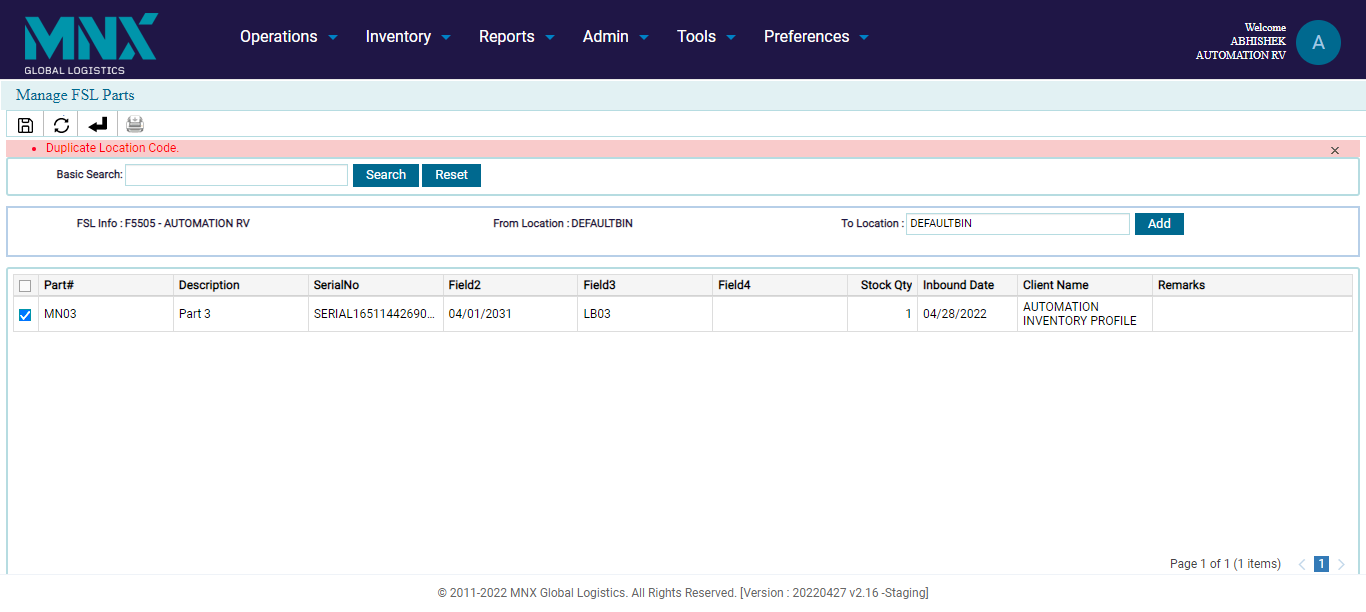 MNX
GLOBAL LOGISTICS
Operations Inventory Reports Admin Tools Preferences
Welcome
ABHISHEK
AUTOMATION RV
A
Manage FSL Parts
• Duplicate Location Code. ×
Basic Search: Search Reset
FSL Info : F5505 - AUTOMATION RV From Location : DEFAULTBIN To Location : DEFAULTBIN Add
Part# Description SerialNo Field2 Field3 Field4 Stock Qty Inbound Date Client Name Remarks
MN03 Part 3 SERIAL16511442690... 04/01/2031 LB03 1 04/28/2022 AUTOMATION
INVENTORY PROFILE
Page 1 of 1 (1 items) 1
© 2011-2022 MNX Global Logistics. All Rights Reserved. [Version : 20220427 v2.16 -Staging]